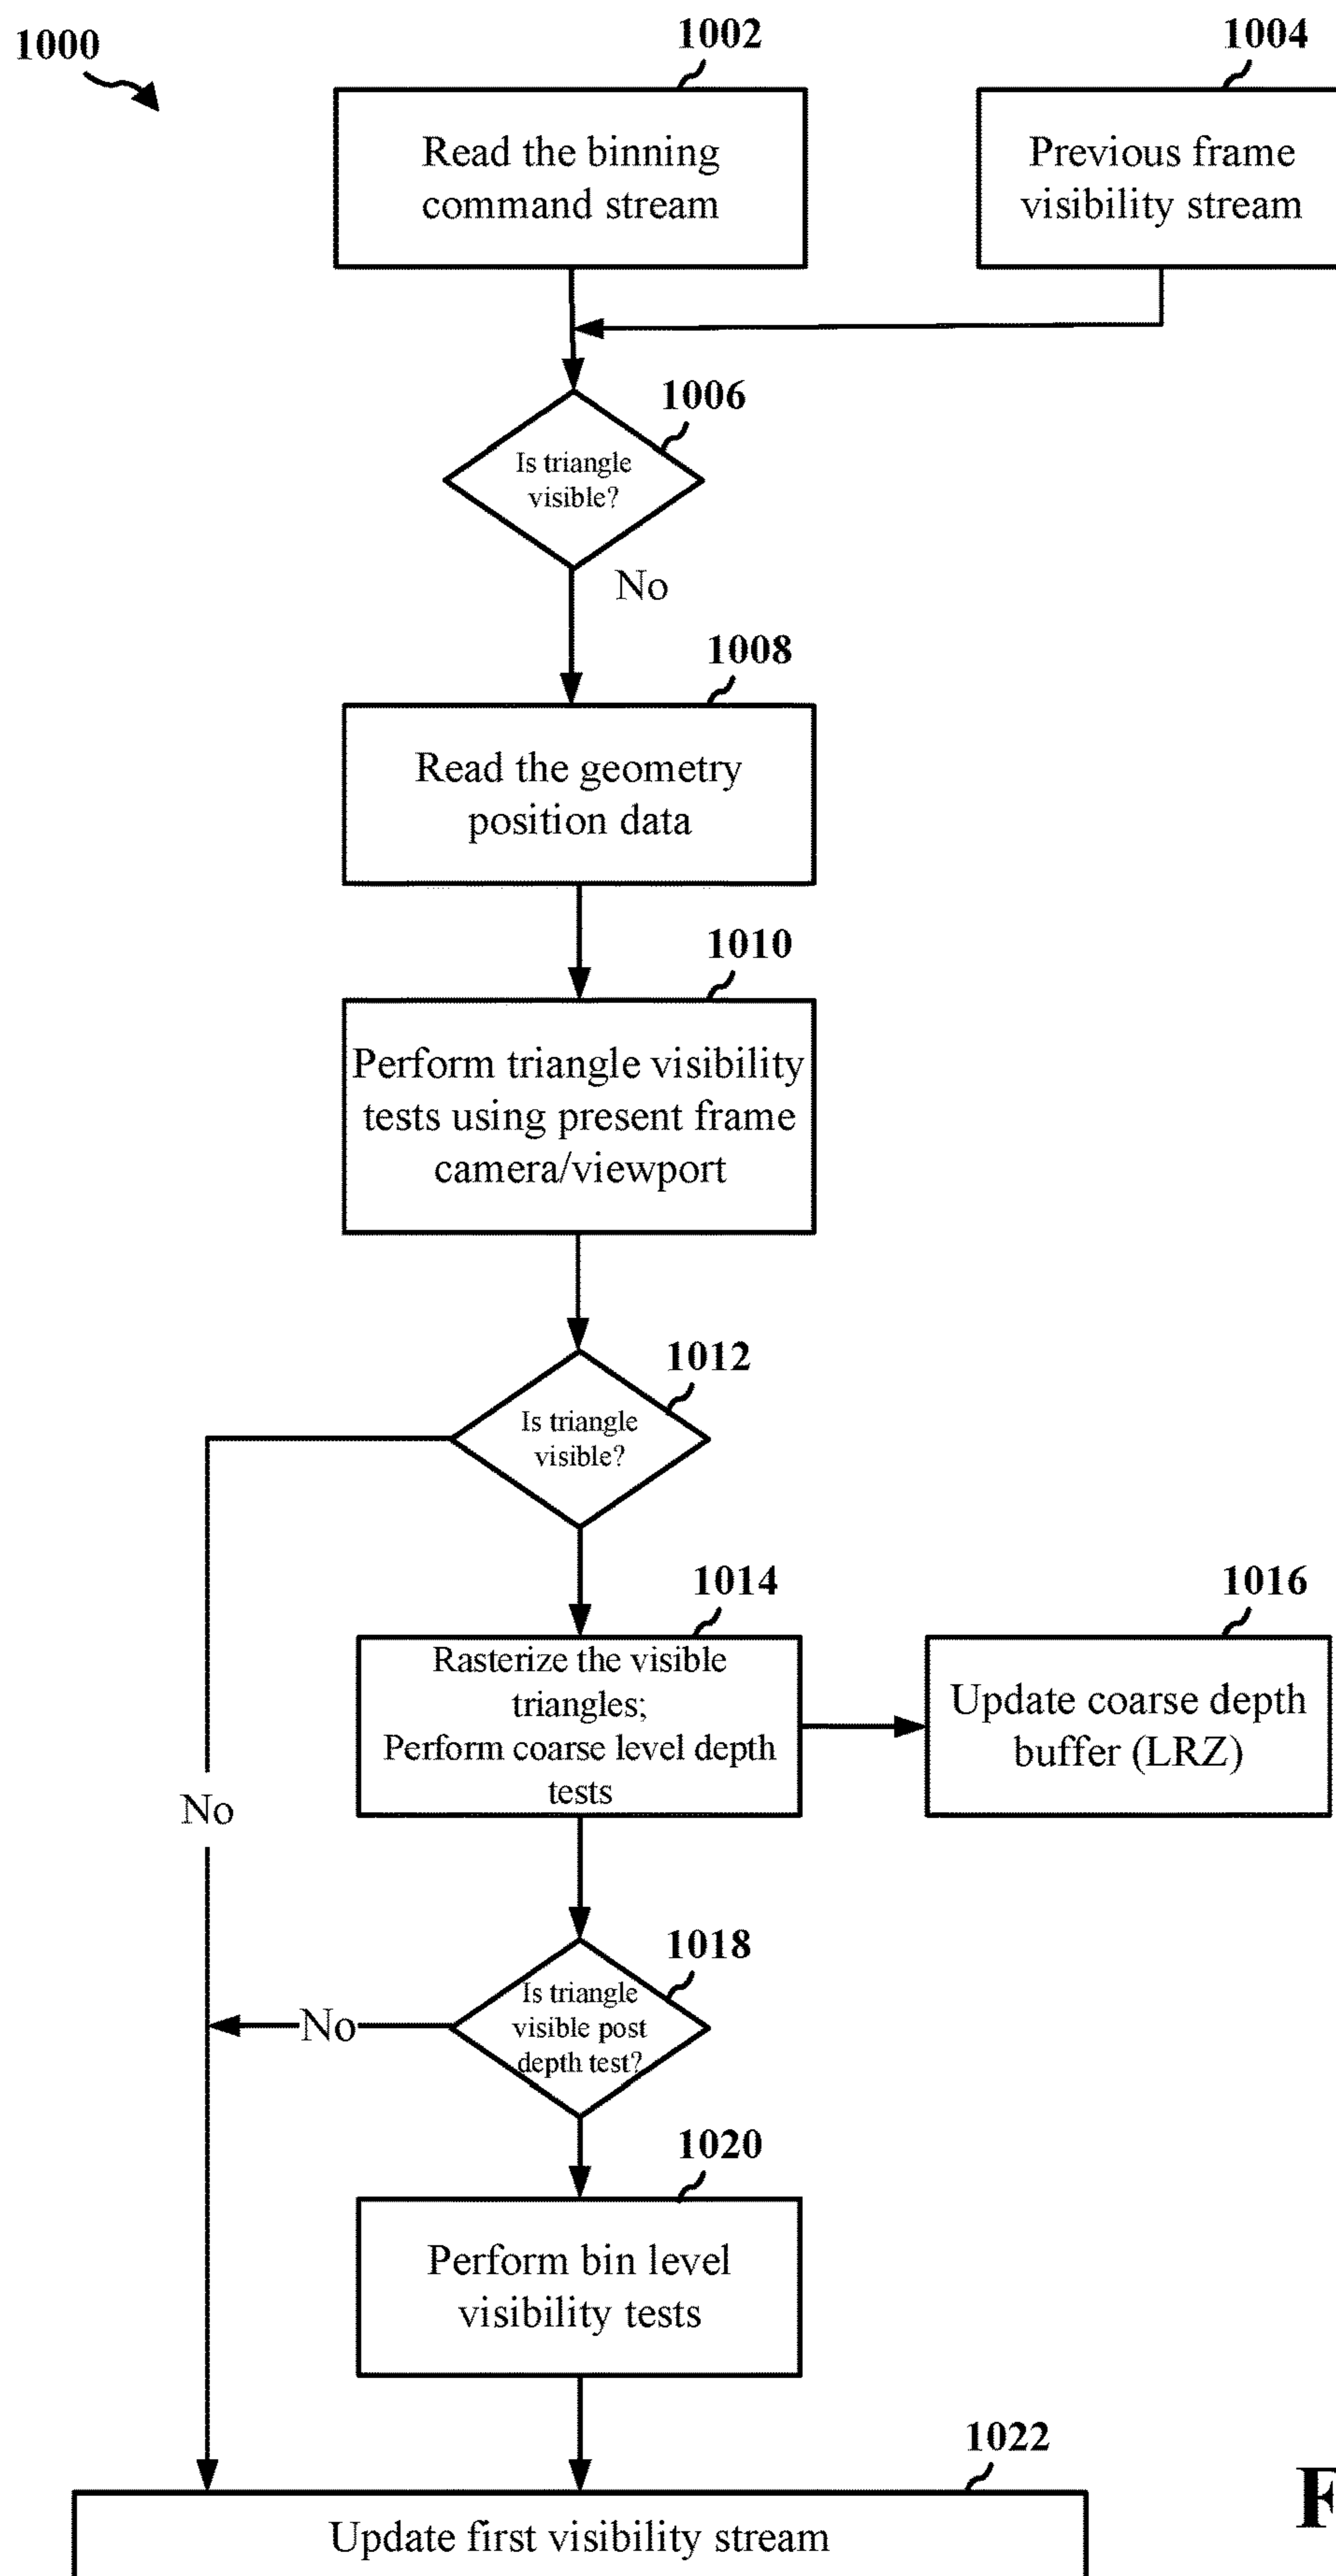 1000
1002
1004
Read the binning
command stream
Previous frame
visibility stream
1006
Is triangle
visible?
No
1008
Read the geometry
position data
1010
Perform triangle visibility
tests using present frame
camera/viewport
1012
Is triangle
visible?
1014
1016
Rasterize the visible
triangles;
Perform coarse level depth
tests
Update coarse depth
buffer (LRZ)
No
1018
Is triangle
visible post
depth test?
No
1020
Perform bin level
visibility tests
1022
Update first visibility stream